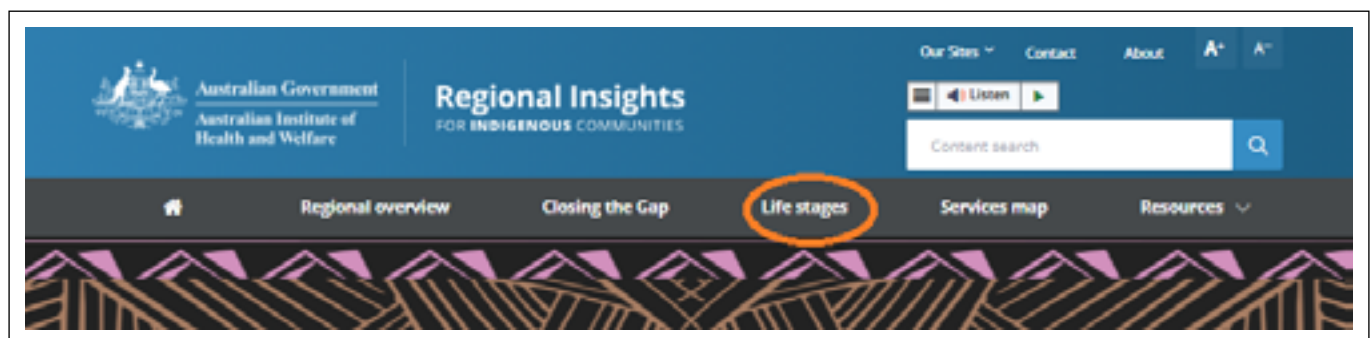 Our Sites Contact About A+ A-
Australian Government
Australian Institute of
Health and Welfare
Regional Insights
FOR INDIGENOUS COMMUNITIES
Listen
Content search
Regional overview Closing the Gap Life stages Services map Resources